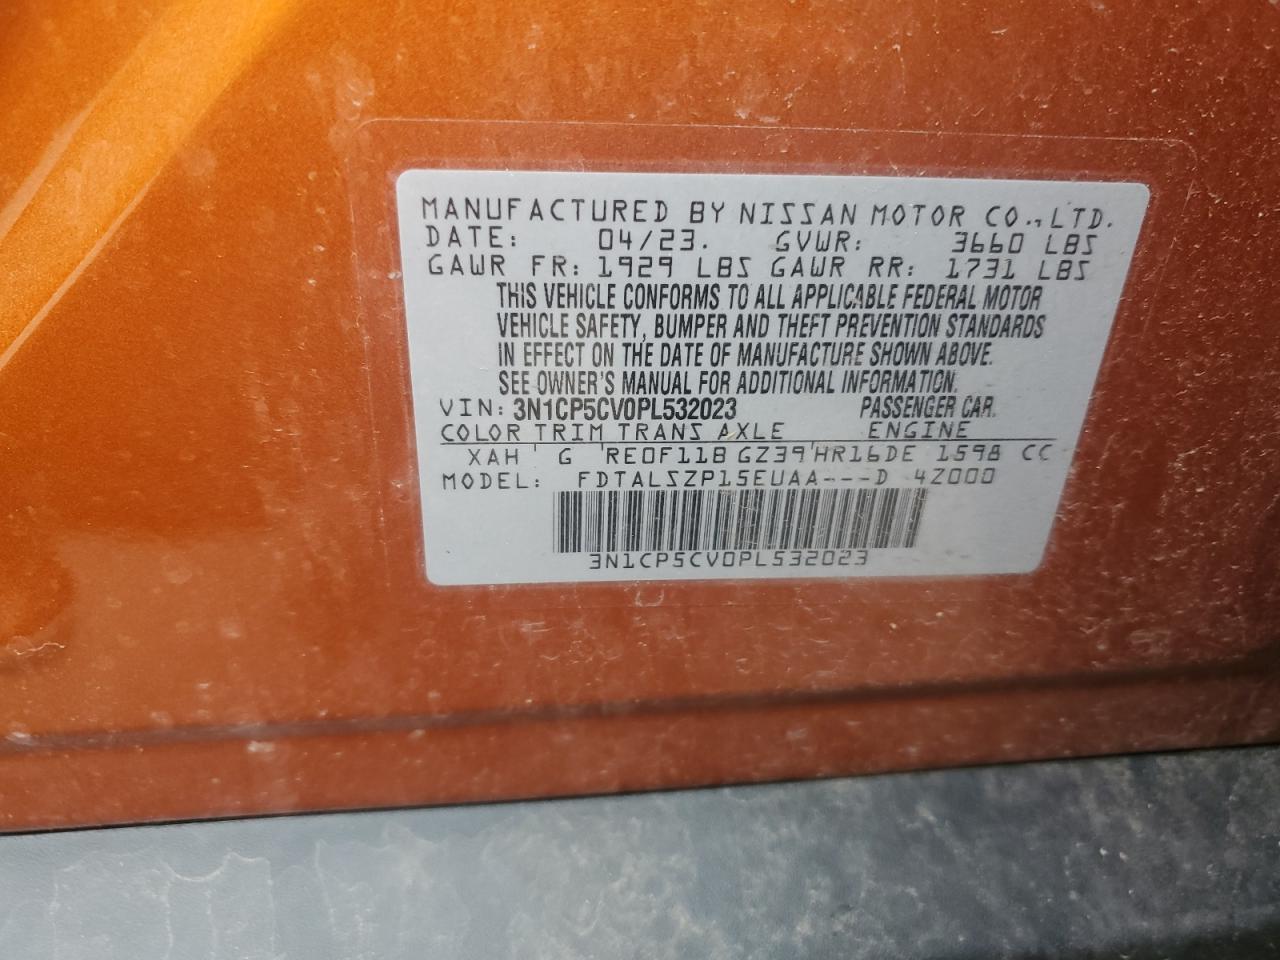 MANUFACTURED BY NISSAN MOTOR CO., LTD.
DATE: 04/23. GVWR: 3660 LBS
GAWR FR: 1929 LBS GAWR RR: 1731 LBS
THIS VEHICLE CONFORMS TO ALL APPLICABLE FEDERAL MOTOR
VEHICLE SAFETY, BUMPER AND THEFT PREVENTION STANDARDS
IN EFFECT ON THE DATE OF MANUFACTURE SHOWN ABOVE.
SEE OWNER'S MANUAL FOR ADDITIONAL INFORMATION.
VIN: 3N1CP5CV0PL532023 PASSENGER CAR.
COLOR TRIM TRANS AXLE ENGINE
XAH G RE0F11B GZ39 HR16DE 1598 CC
MODEL: FDTALSZP15EUAA---D 4Z000
3N1CP5CV0PL532023